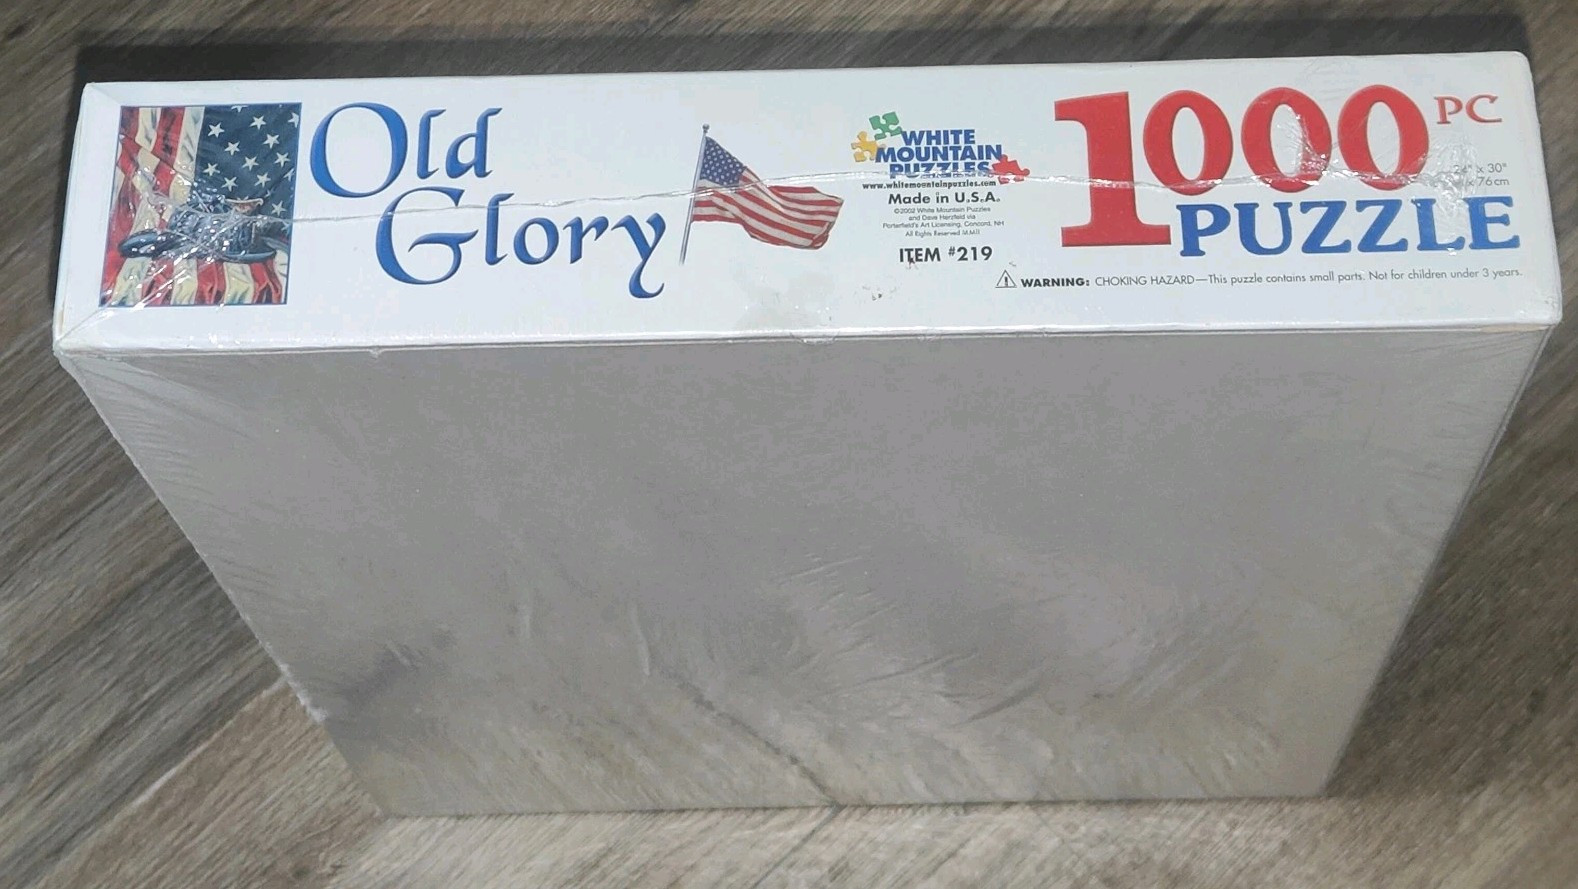 Old
Glory
WHITE
MOUNTAIN
PUZZLES
www.whitemountainpuzzles.com
Made in U.S.A.
©2002 White Mountain Puzzles
and Dave Herzfeld via
Porterfield's Art Licensing, Concord, NH
All Rights Reserved
ITEM #219
1000 PC
24" x 30"
x 76 cm
PUZZLE
WARNING: CHOKING HAZARD—This puzzle contains small parts. Not for children under 3 years.